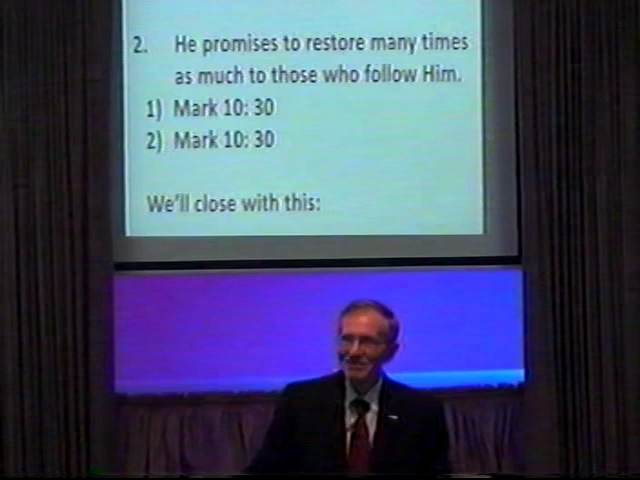 2. He promises to restore many times
as much to those who follow Him.
1) Mark 10: 30
2) Mark 10: 30
We'll close with this: